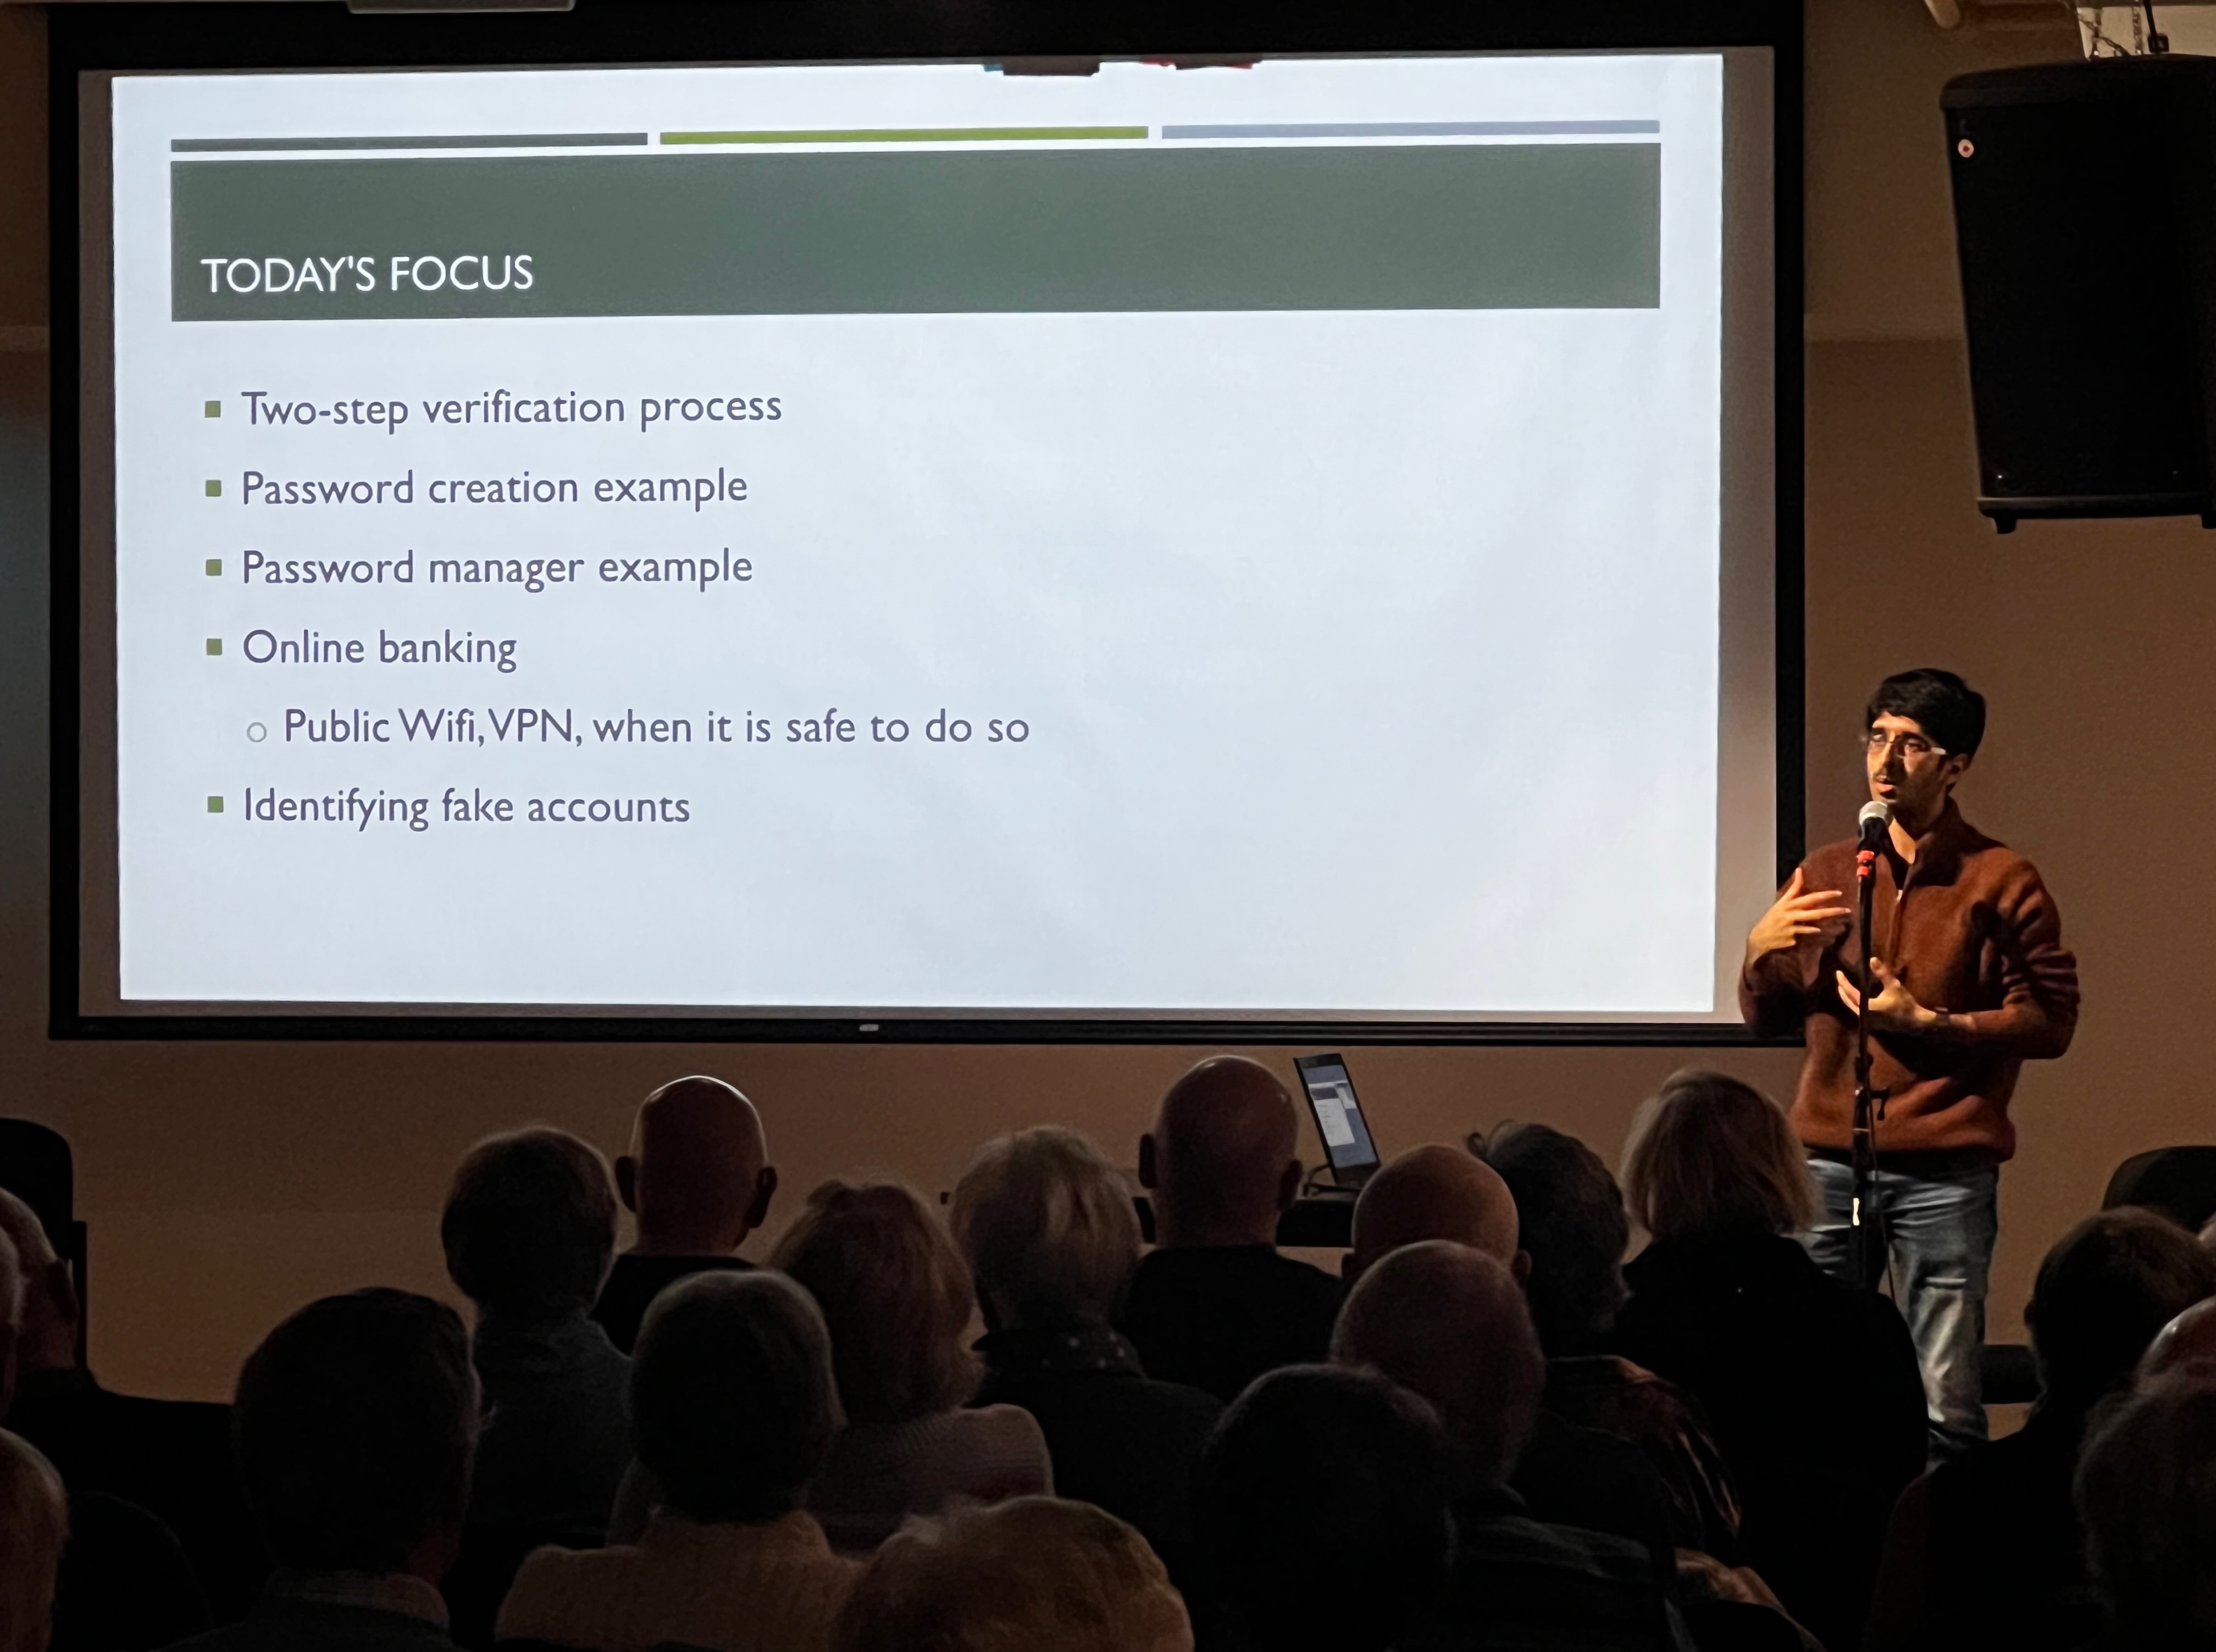 TODAY'S FOCUS
Two-step verification process
Password creation example
Password manager example
Online banking
Public Wifi, VPN, when it is safe to do so
Identifying fake accounts